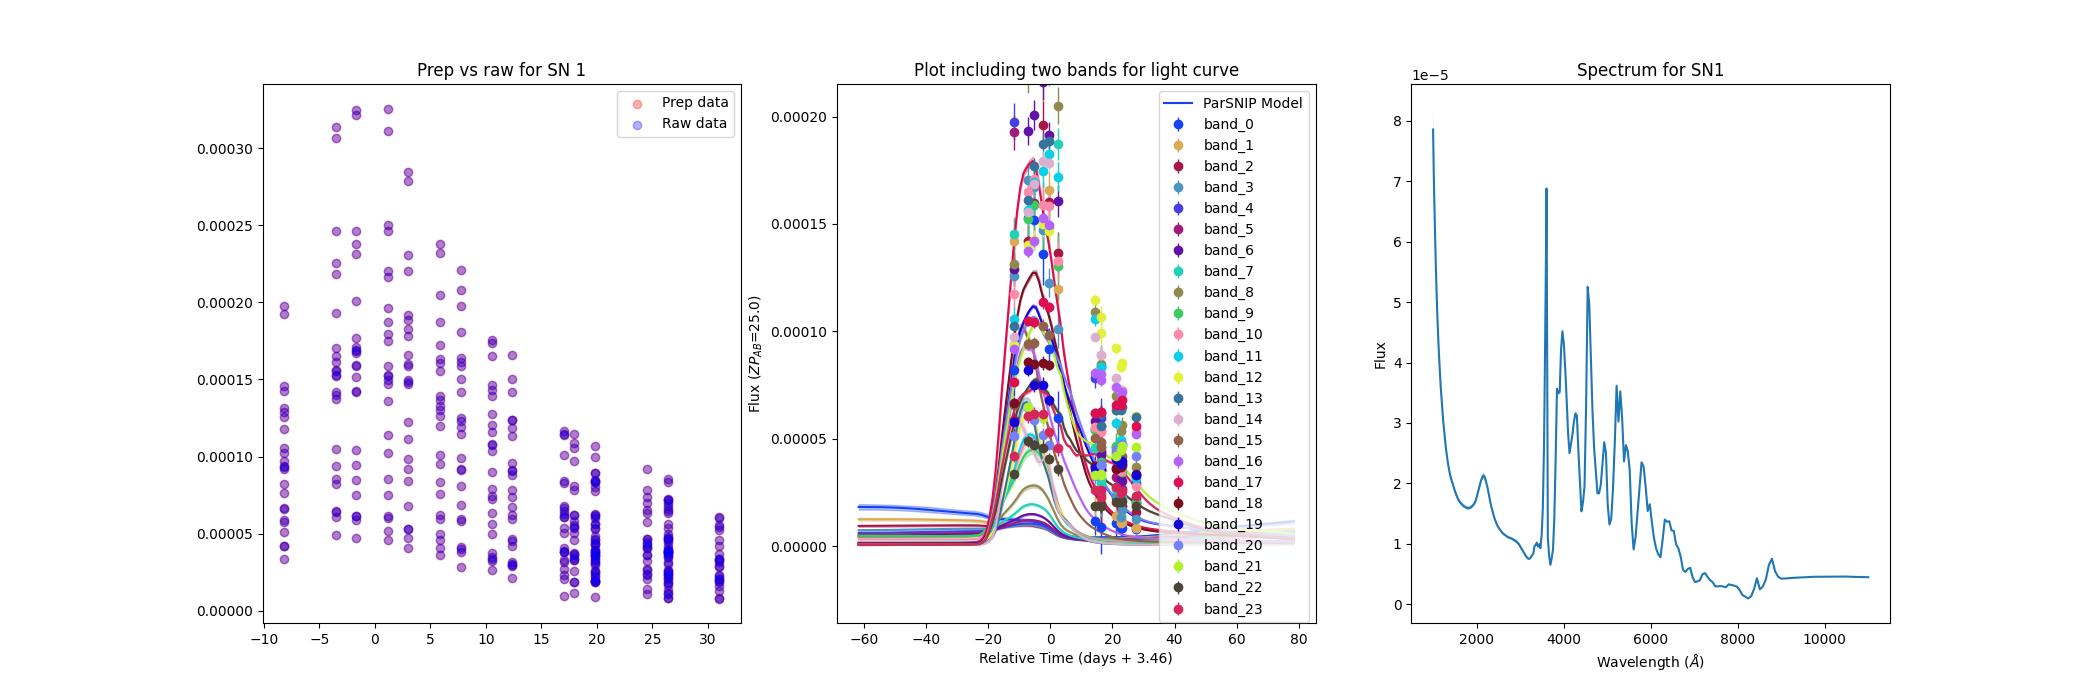 Prep vs raw for SN 1
Prep data
Raw data
0.00030
0.00025
0.00020
0.00015
0.00010
0.00005
0.00000
−10 −5 0 5 10 15 20 25 30
Plot including two bands for light curve
Flux (ZP_AB=25.0)
0.00020
0.00015
0.00010
0.00005
0.00000
ParSNIP Model
band_0
band_1
band_2
band_3
band_4
band_5
band_6
band_7
band_8
band_9
band_10
band_11
band_12
band_13
band_14
band_15
band_16
band_17
band_18
band_19
band_20
band_21
band_22
band_23
−60 −40 −20 0 20 40 60 80
Relative Time (days + 3.46)
Spectrum for SN1
1e−5
Flux
8
7
6
5
4
3
2
1
0
2000 4000 6000 8000 10000
Wavelength (Å)